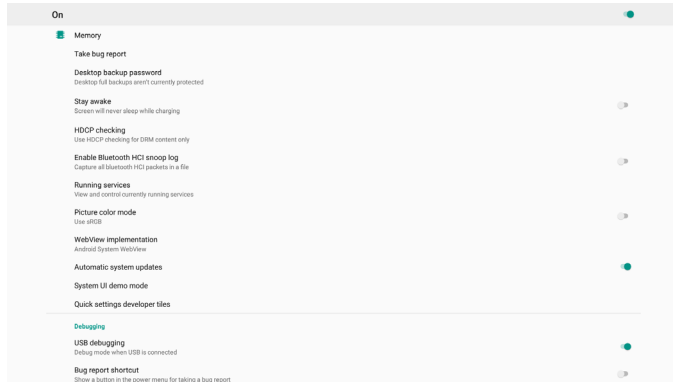 On
Memory
Take bug report
Desktop backup password
Desktop full backups aren't currently protected
Stay awake
Screen will never sleep while charging
HDCP checking
Use HDCP checking for DRM content only
Enable Bluetooth HCI snoop log
Capture all bluetooth HCI packets in a file
Running services
View and control currently running services
Picture color mode
Use sRGB
WebView implementation
Android System WebView
Automatic system updates
System UI demo mode
Quick settings developer tiles
Debugging
USB debugging
Debug mode when USB is connected
Bug report shortcut
Show a button in the power menu for taking a bug report